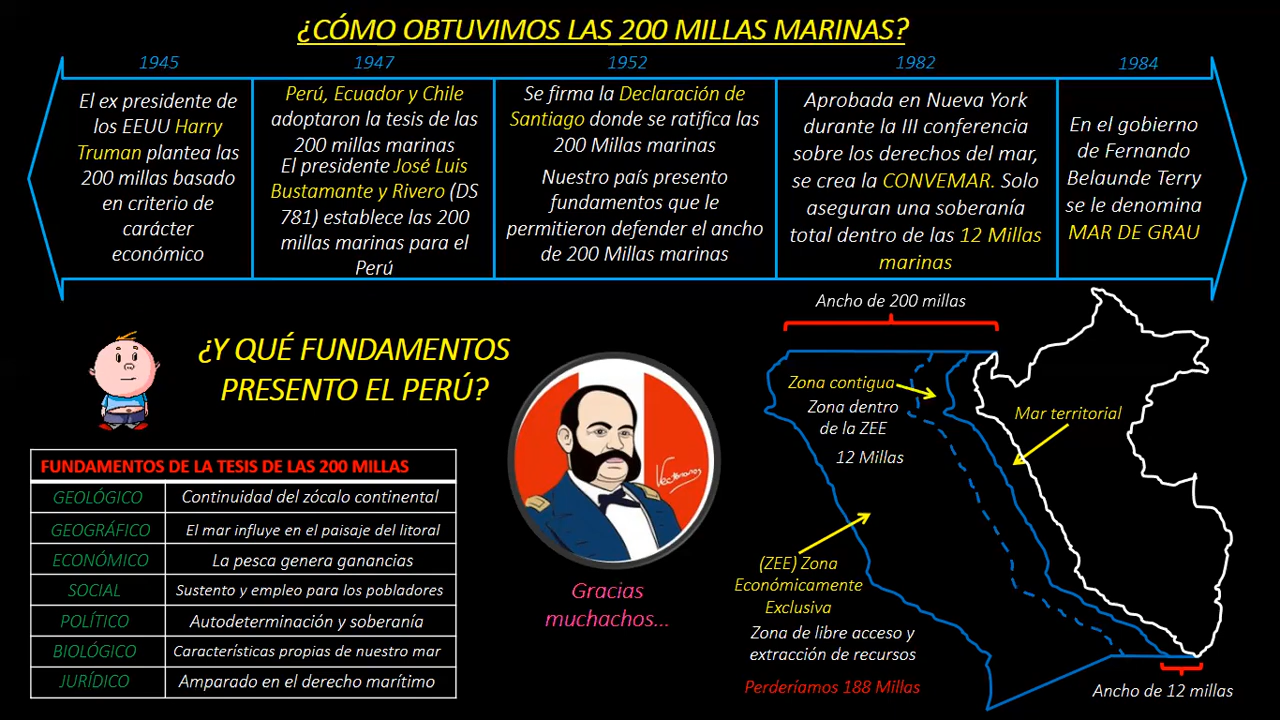 ¿CÓMO OBTUVIMOS LAS 200 MILLAS MARINAS?
1945
El ex presidente de
los EEUU Harry
Truman plantea las
200 millas basado
en criterio de
carácter
económico
1947
Perú, Ecuador y Chile
adoptaron la tesis de las
200 millas marinas
El presidente José Luis
Bustamante y Rivero (DS
781) establece las 200
millas marinas para el
Perú
1952
Se firma la Declaración de
Santiago donde se ratifica las
200 Millas marinas
Nuestro país presento
fundamentos que le
permitieron defender el ancho
de 200 Millas marinas
1982
Aprobada en Nueva York
durante la III conferencia
sobre los derechos del mar,
se crea la CONVEMAR. Solo
aseguran una soberanía
total dentro de las 12 Millas
marinas
1984
En el gobierno
de Fernando
Belaunde Terry
se le denomina
MAR DE GRAU
¿Y QUÉ FUNDAMENTOS
PRESENTO EL PERÚ?
FUNDAMENTOS DE LA TESIS DE LAS 200 MILLAS
GEOLÓGICO Continuidad del zócalo continental
GEOGRÁFICO El mar influye en el paisaje del litoral
ECONÓMICO La pesca genera ganancias
SOCIAL Sustento y empleo para los pobladores
POLÍTICO Autodeterminación y soberanía
BIOLÓGICO Características propias de nuestro mar
JURÍDICO Amparado en el derecho marítimo
Gracias
muchachos...
Ancho de 200 millas
Zona contigua
Zona dentro
de la ZEE
12 Millas
Mar territorial
(ZEE) Zona
Económicamente
Exclusiva
Zona de libre acceso y
extracción de recursos
Perderíamos 188 Millas
Ancho de 12 millas